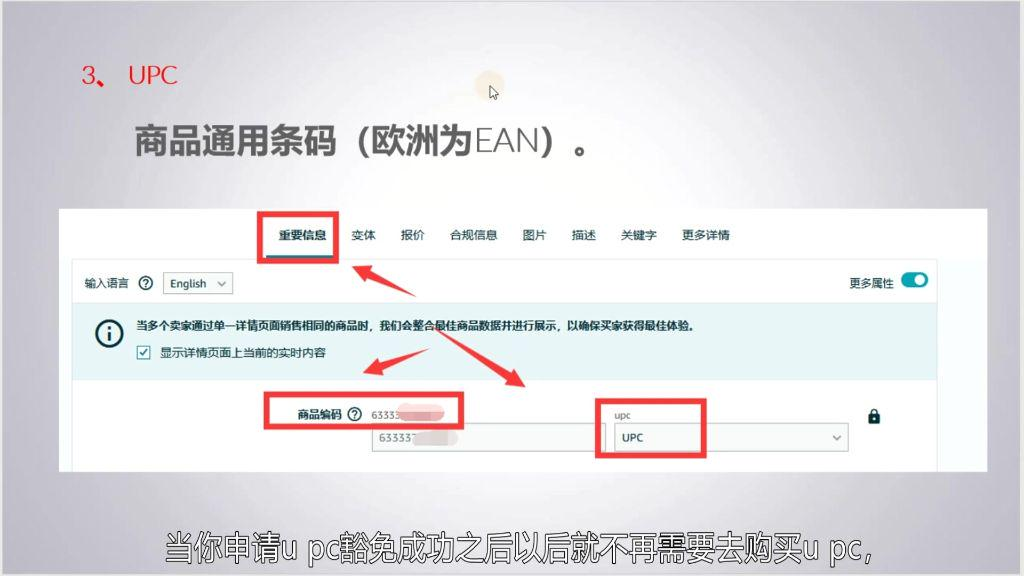 3、 UPC
商品通用条码（欧洲为EAN）。
重要信息 变体 报价 合规信息 图片 描述 关键字 更多详情
输入语言 ? English 更多属性
当多个卖家通过单一详情页面销售相同的商品时，我们会整合最佳商品数据并进行展示，以确保买家获得最佳体验。
显示详情页面上当前的实时内容
商品编码 ? 63333 upc
63333 UPC
当你申请u pc豁免成功之后以后就不再需要去购买u pc,